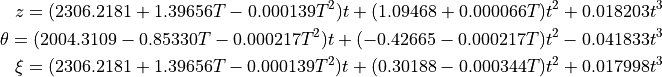 z = (2306.2181 + 1.39656T − 0.000139T²)t + (1.09468 + 0.000066T)t² + 0.018203t³
θ = (2004.3109 − 0.85330T − 0.000217T²)t + (−0.42665 − 0.000217T)t² − 0.041833t³
ξ = (2306.2181 + 1.39656T − 0.000139T²)t + (0.30188 − 0.000344T)t² + 0.017998t³